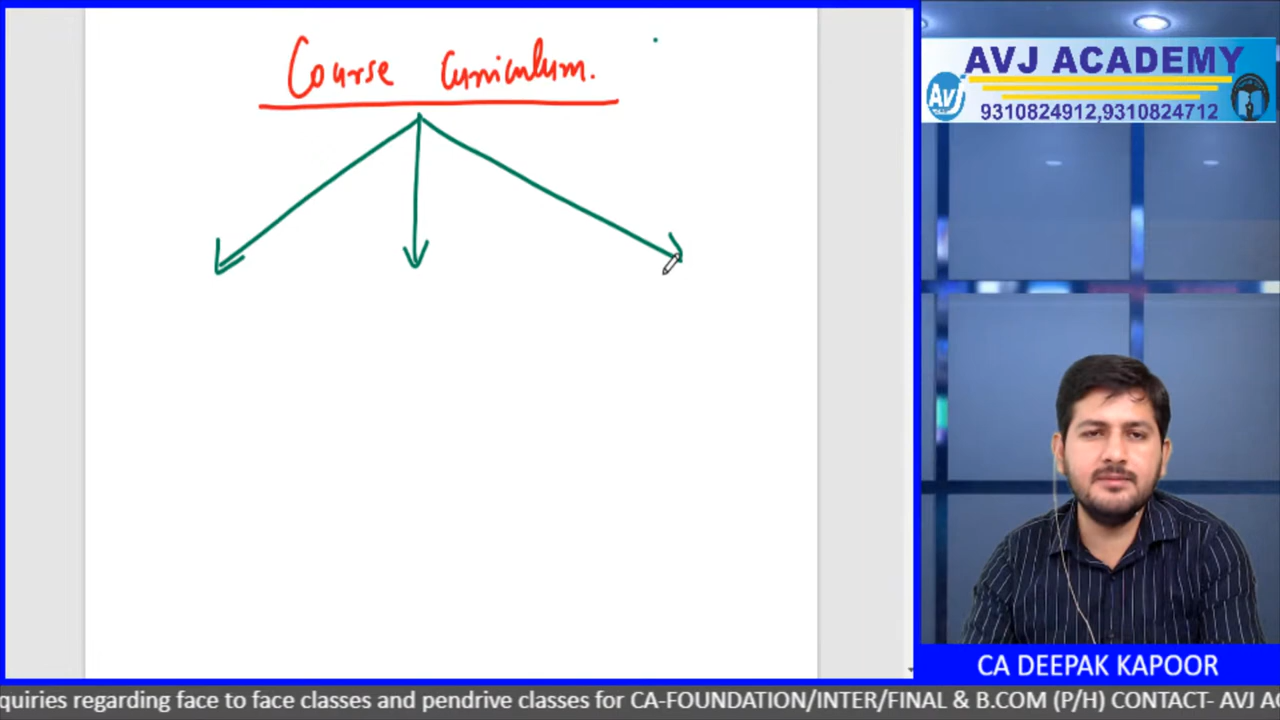 Course Curriculum.
AVJ ACADEMY
AVJ
9310824912,9310824712
CA DEEPAK KAPOOR
quiries regarding face to face classes and pendrive classes for CA-FOUNDATION/INTER/FINAL & B.COM (P/H) CONTACT- AVJ AC